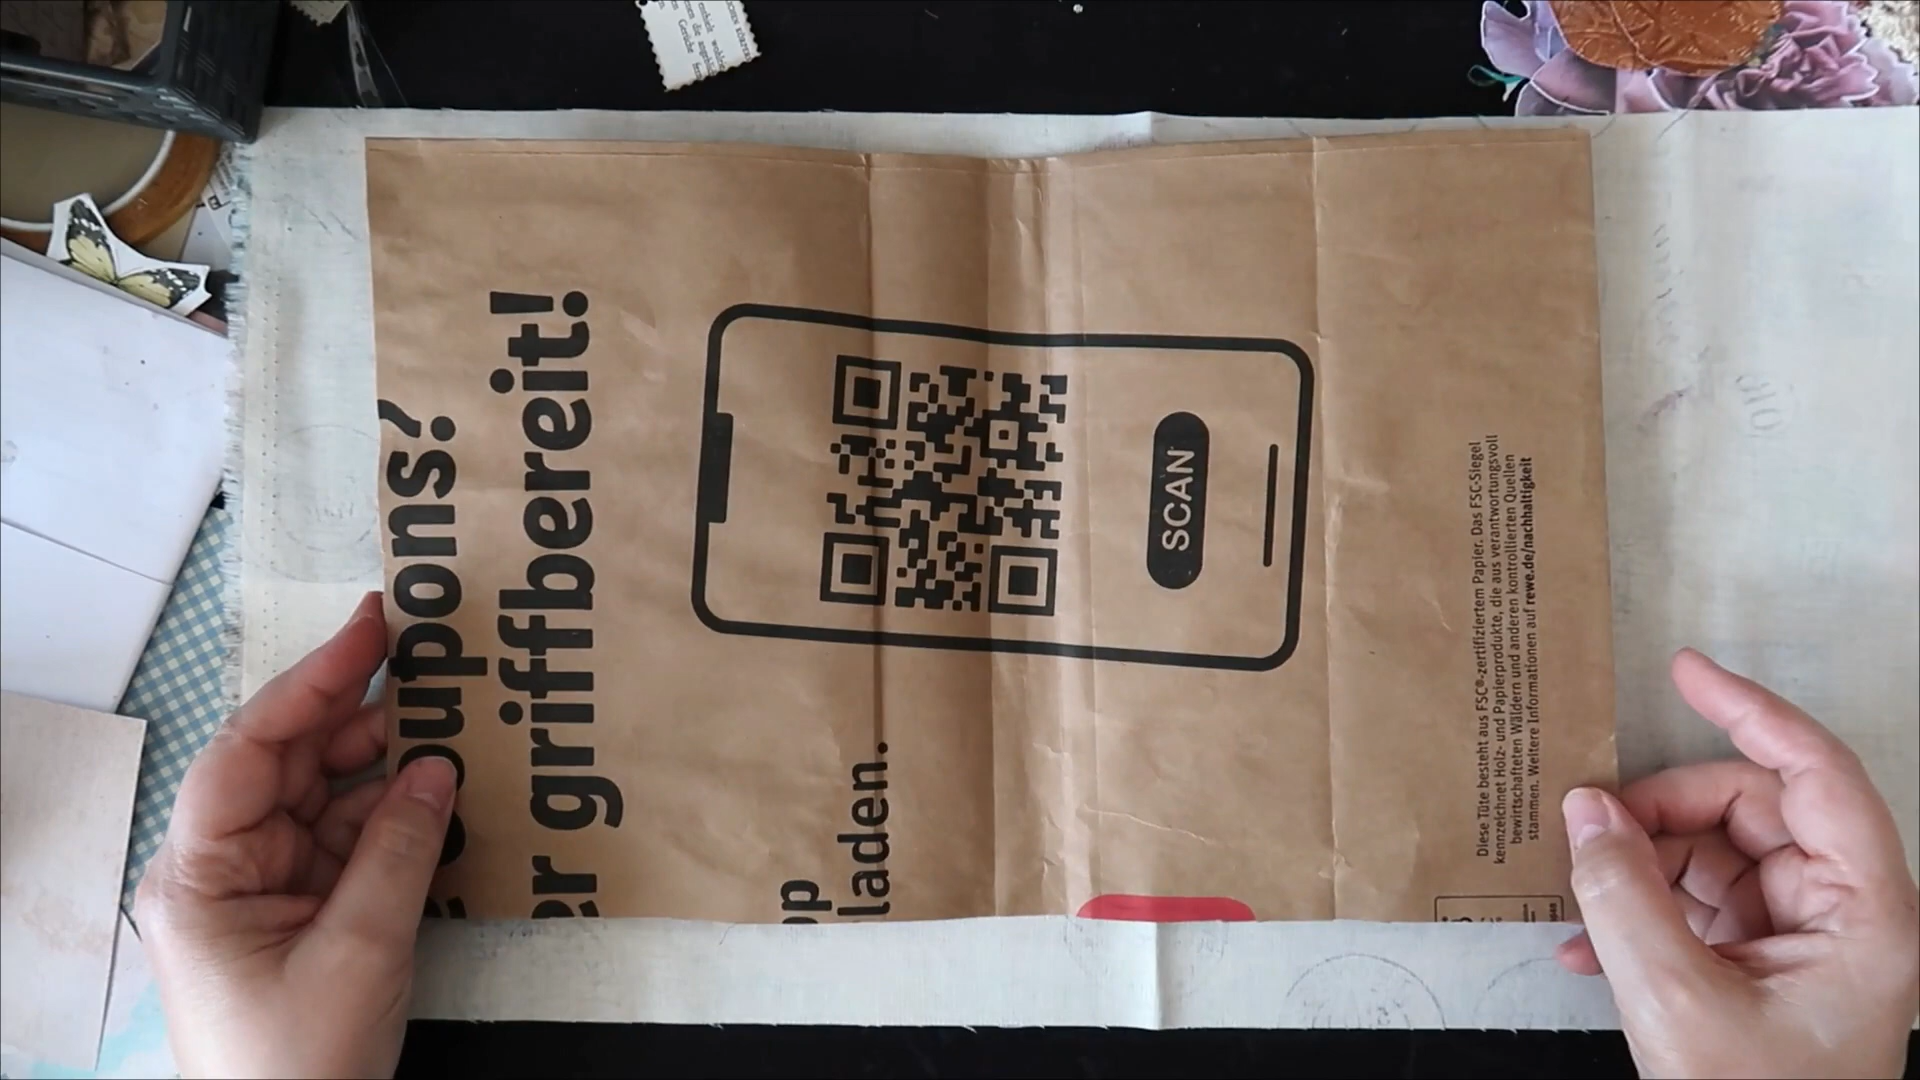 oupons?
er griffbereit!
pp
laden.
SCAN
Diese Tüte besteht aus FSC®-zertifiziertem Papier. Das FSC-Siegel
kennzeichnet Holz- und Papierprodukte, die aus verantwortungsvoll
bewirtschafteten Wäldern und anderen kontrollierten Quellen
stammen. Weitere Informationen auf rewe.de/nachhaltigkeit